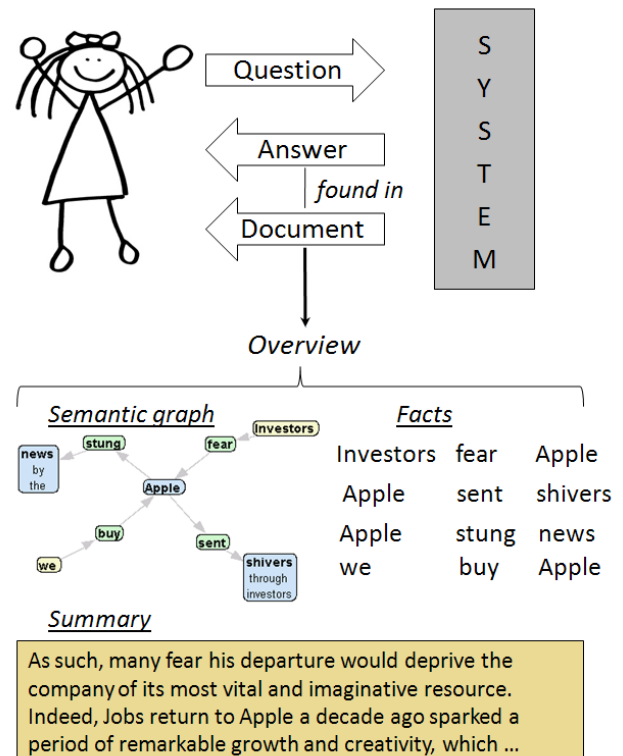 Question
Answer
found in
Document
S
Y
S
T
E
M
Overview
Semantic graph
Investors
stung
fear
news
by
the
Apple
buy
sent
we
shivers
through
investors
Facts
Investors fear Apple
Apple sent shivers
Apple stung news
we buy Apple
Summary
As such, many fear his departure would deprive the
company of its most vital and imaginative resource.
Indeed, Jobs return to Apple a decade ago sparked a
period of remarkable growth and creativity, which ...